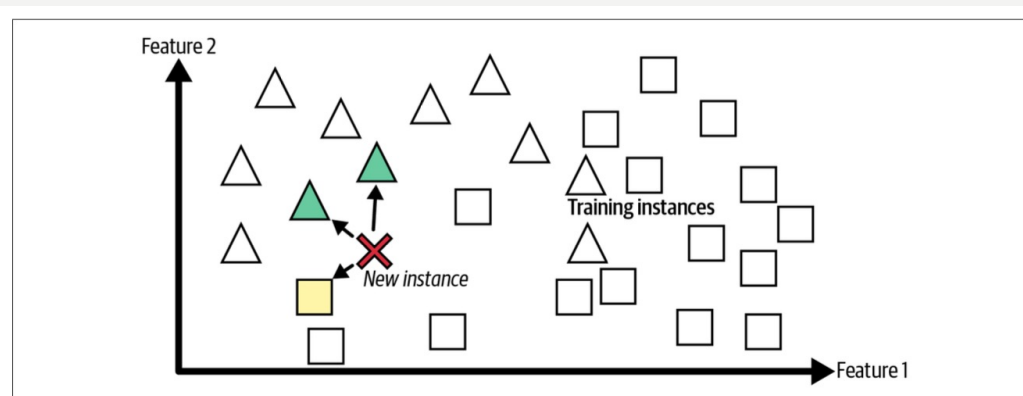 Feature 2
Training instances
New instance
Feature 1